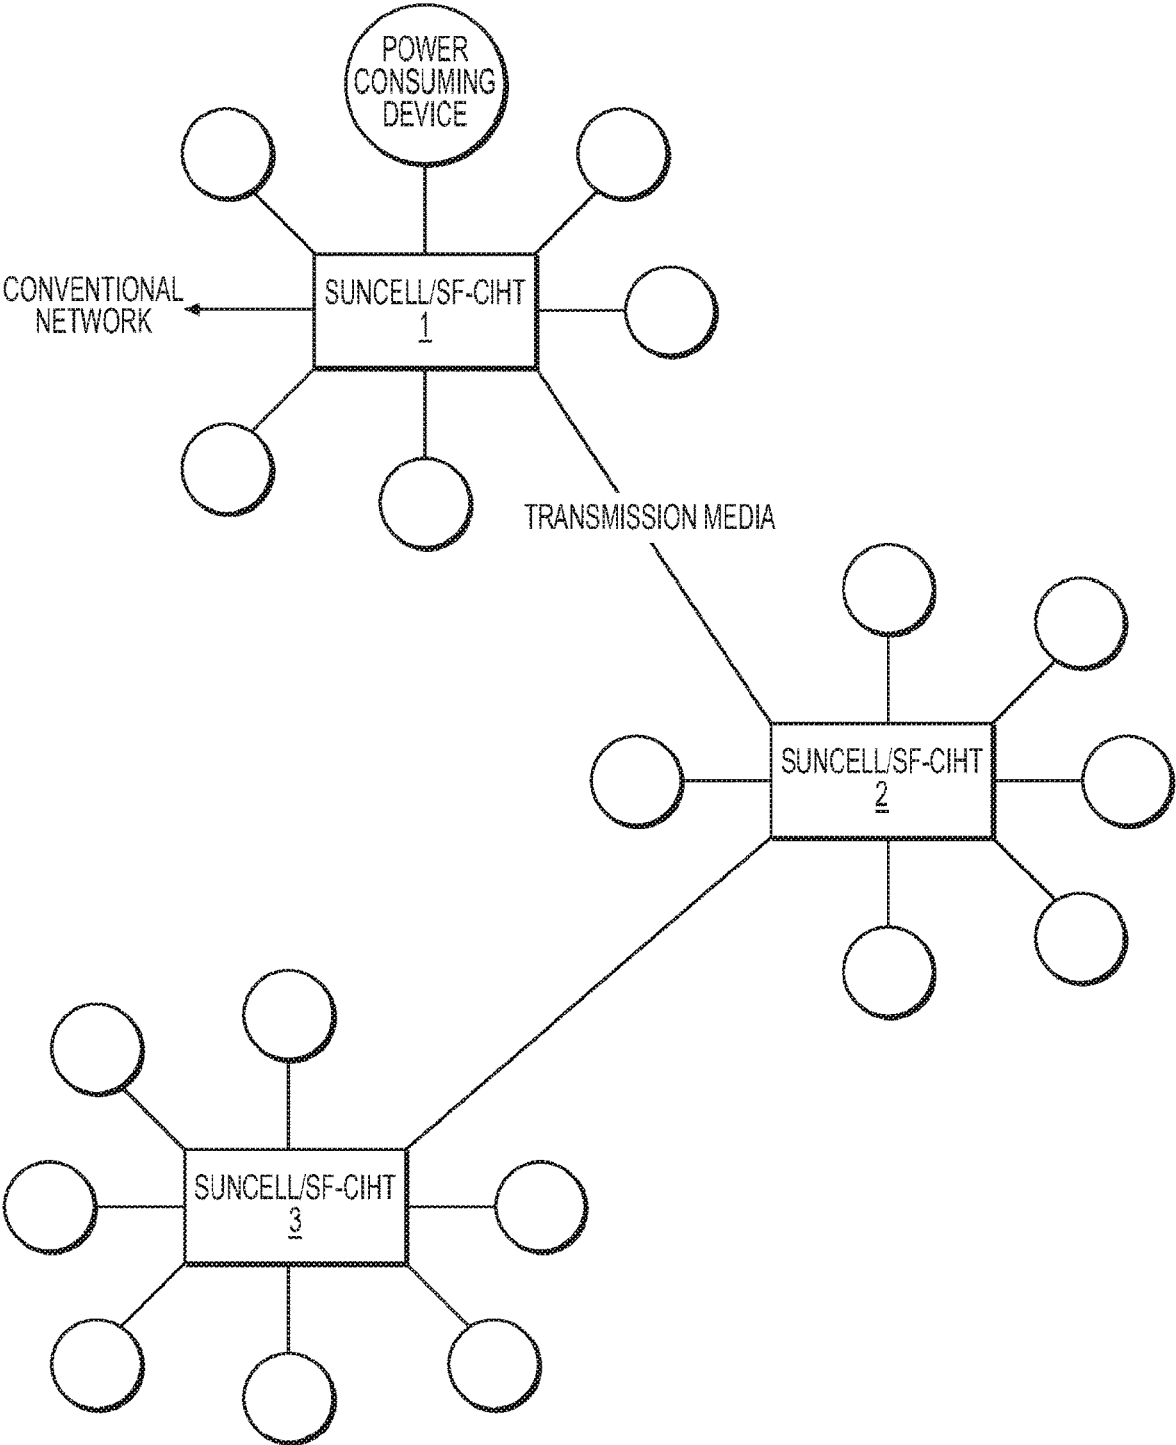 POWER
CONSUMING
DEVICE
CONVENTIONAL
NETWORK
SUNCELL/SF-CIHT
1
TRANSMISSION MEDIA
SUNCELL/SF-CIHT
2
SUNCELL/SF-CIHT
3